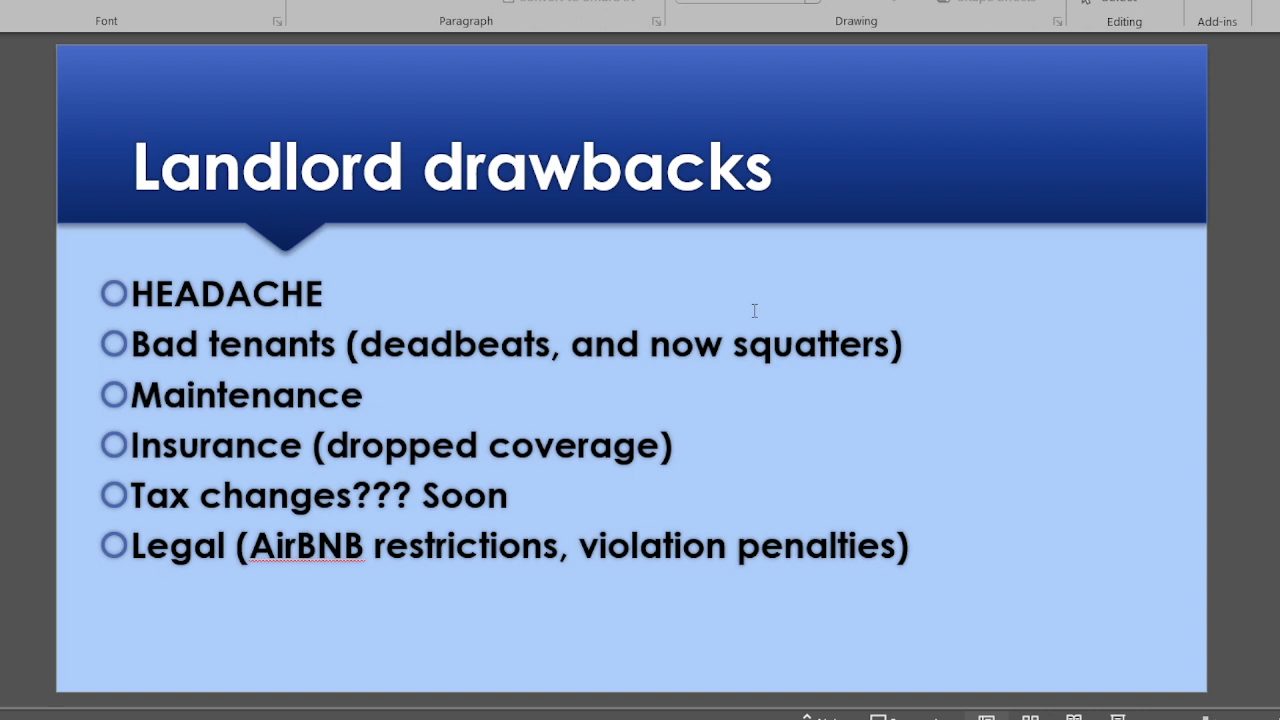 Font Paragraph Drawing Editing Add-ins
Landlord drawbacks
HEADACHE
Bad tenants (deadbeats, and now squatters)
Maintenance
Insurance (dropped coverage)
Tax changes??? Soon
Legal (AirBNB restrictions, violation penalties)